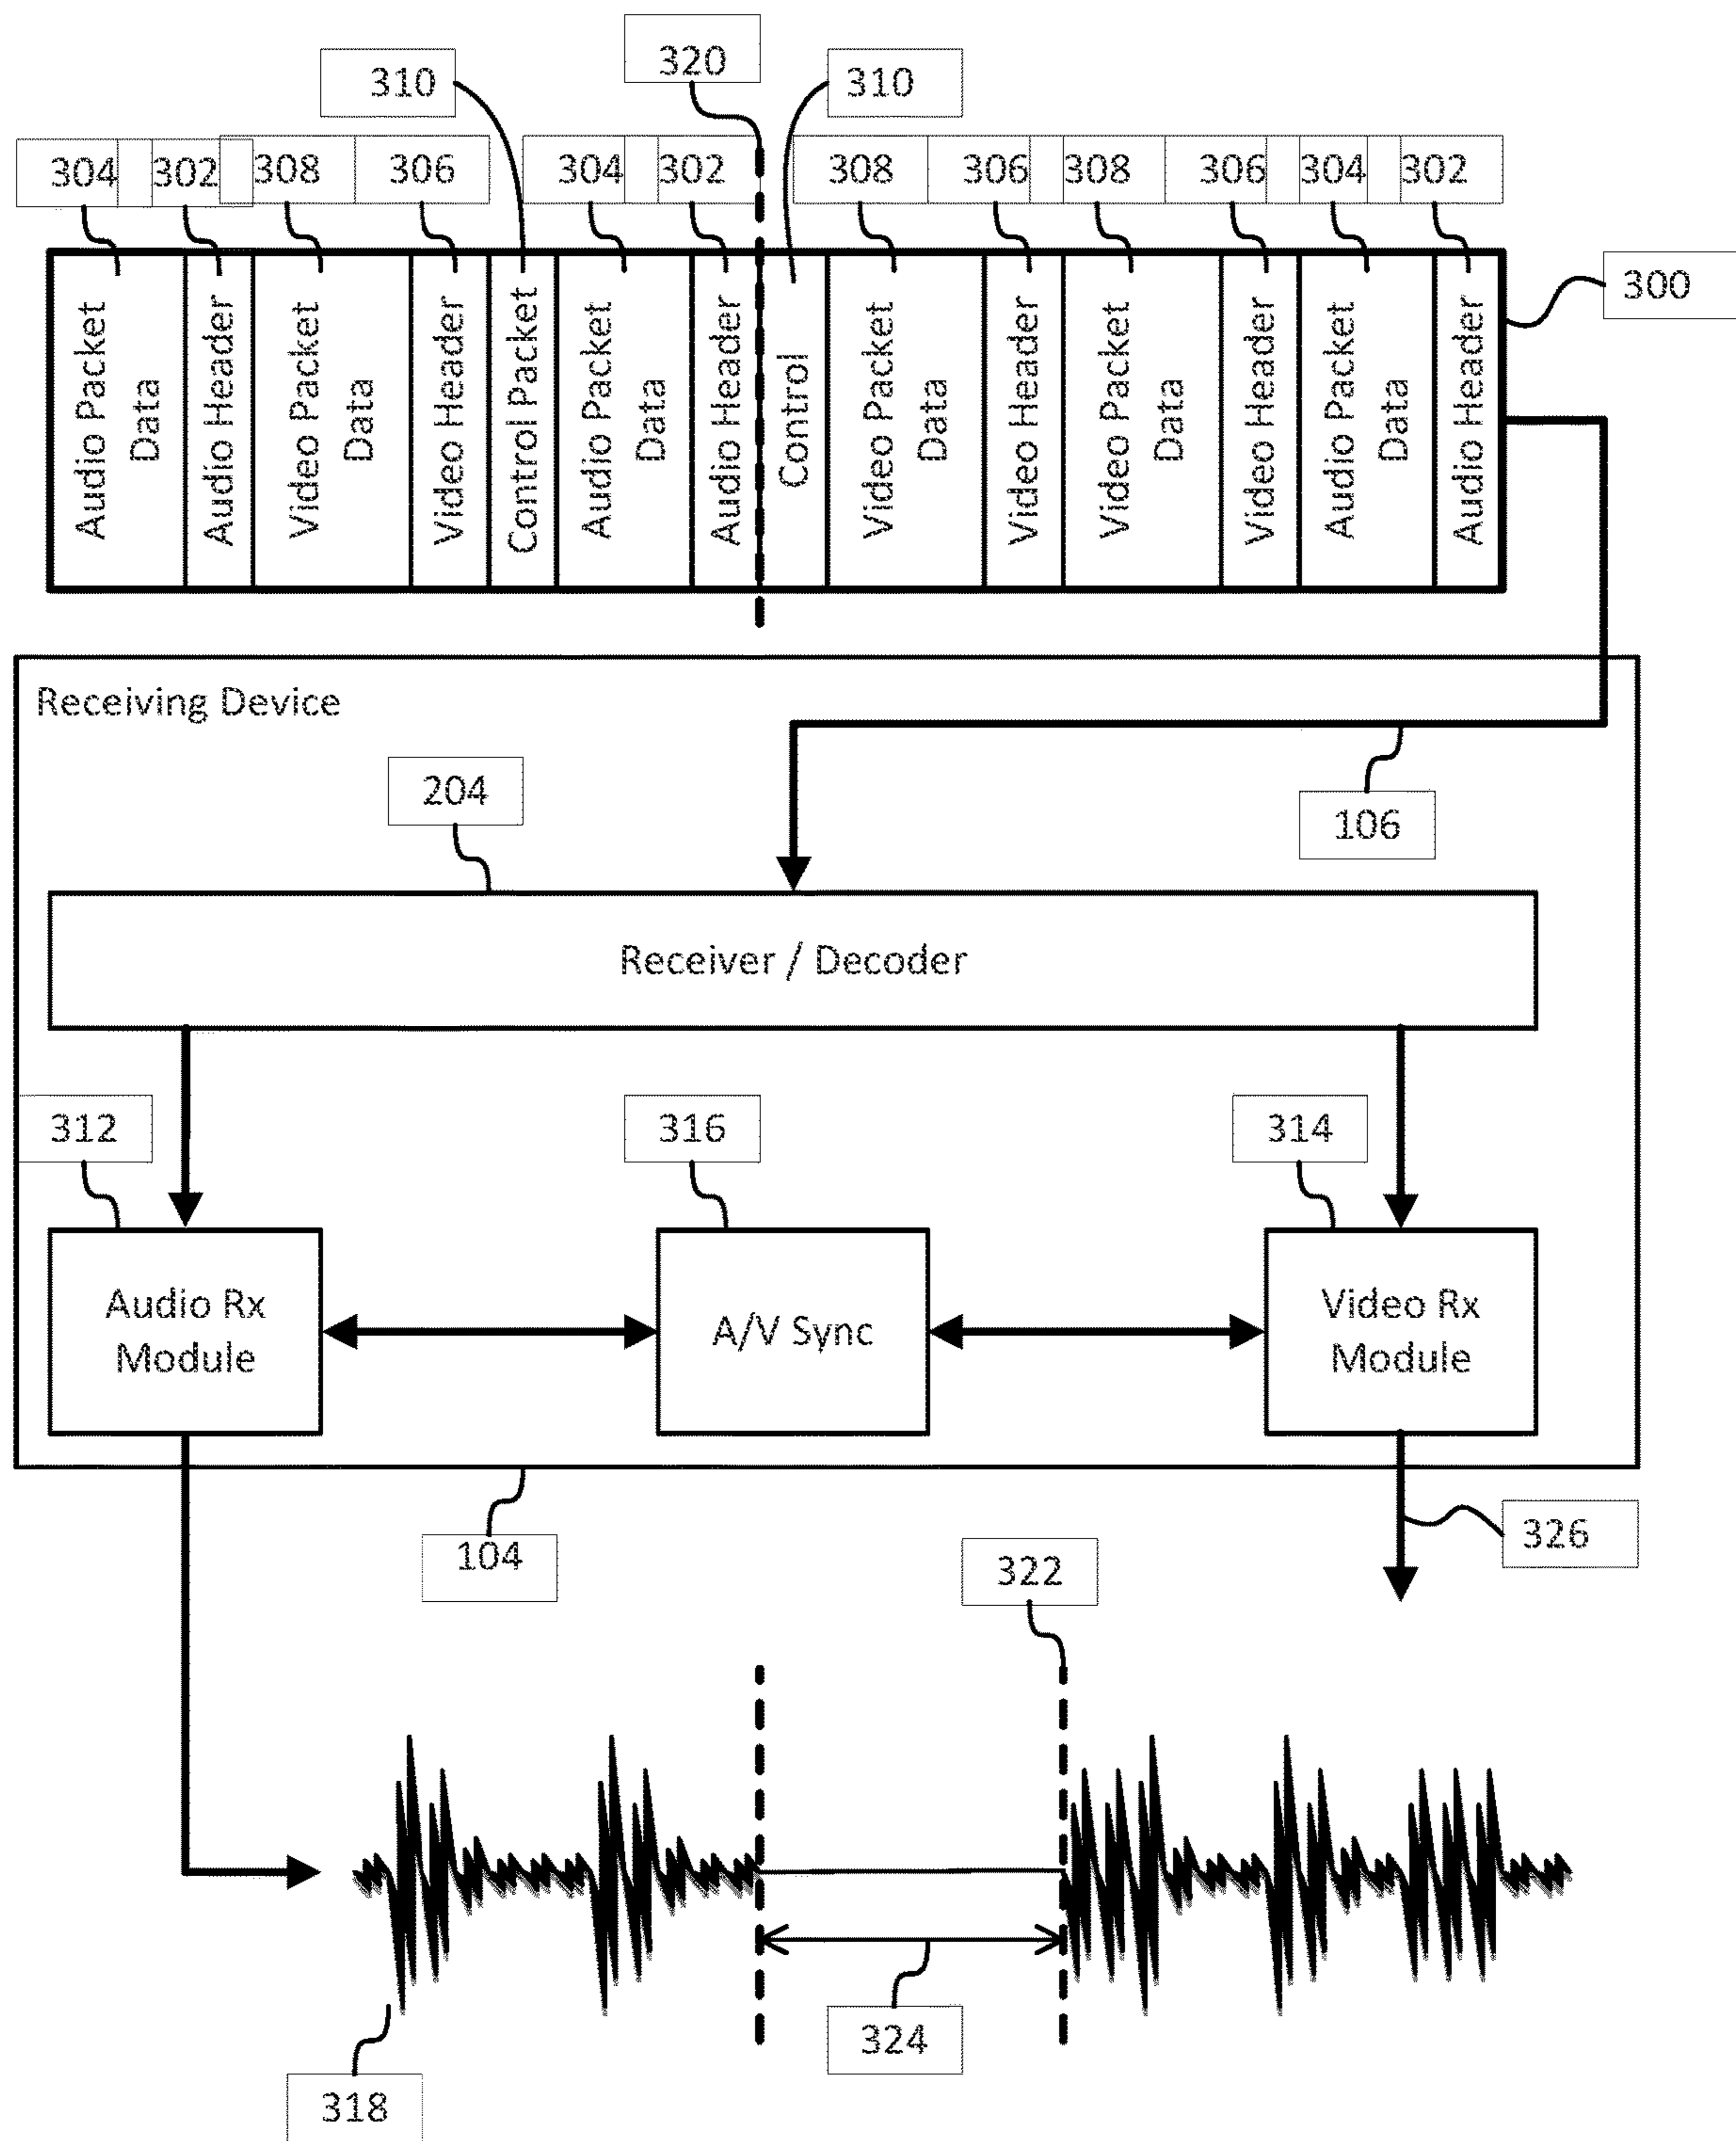 320
310
310
304
302
308
306
304
302
308
306
308
306
304
302
300
Audio Packet
Data
Audio Header
Video Packet
Data
Video Header
Control Packet
Audio Packet
Data
Audio Header
Control
Video Packet
Data
Video Header
Video Packet
Data
Video Header
Audio Packet
Data
Audio Header
Receiving Device
204
106
Receiver / Decoder
312
316
314
Audio Rx
Module
A/V Sync
Video Rx
Module
104
326
322
324
318